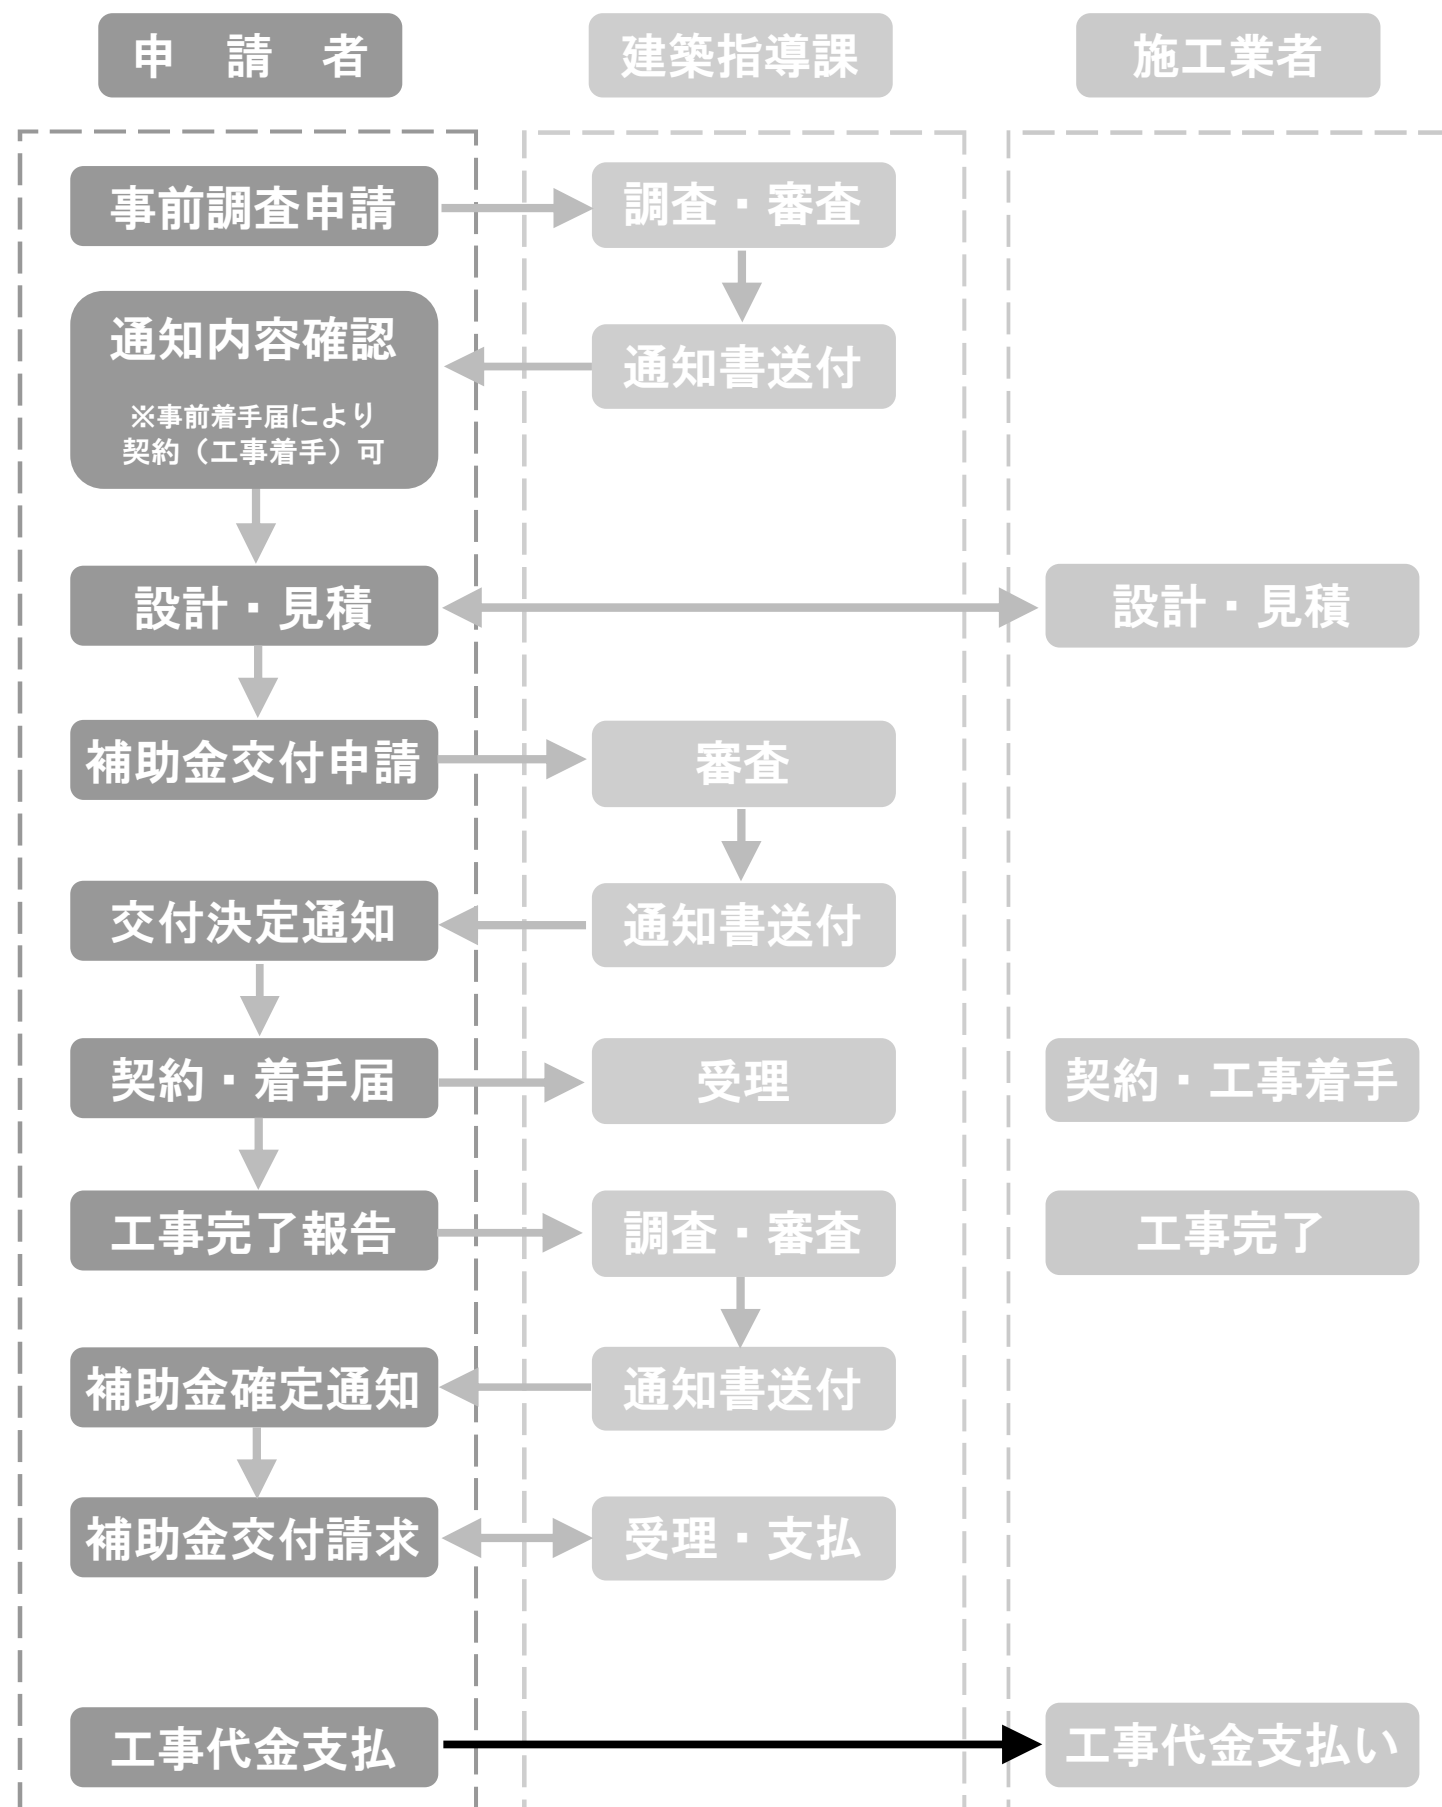 申　請　者
建築指導課
施工業者
事前調査申請
調査・審査
通知内容確認
※事前着手届により
契約（工事着手）可
通知書送付
設計・見積
設計・見積
補助金交付申請
審査
交付決定通知
通知書送付
契約・着手届
受理
契約・工事着手
工事完了報告
調査・審査
工事完了
補助金確定通知
通知書送付
補助金交付請求
受理・支払
工事代金支払
工事代金支払い